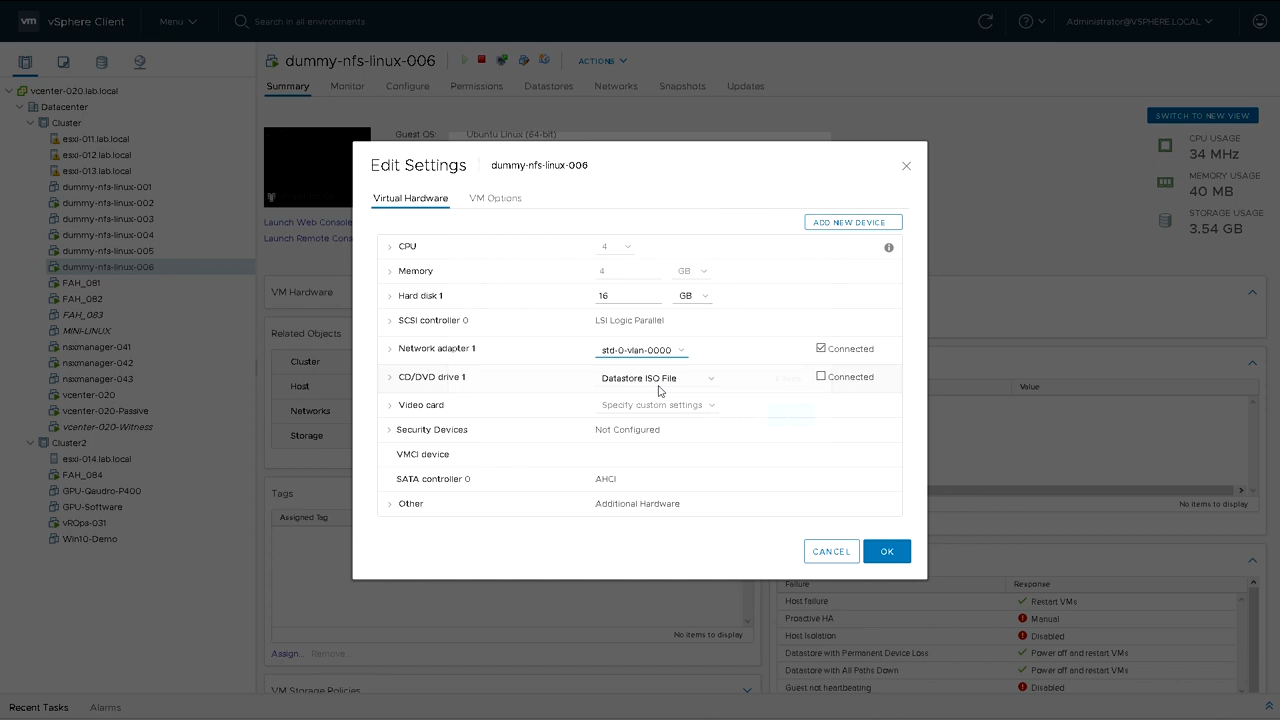 vm vSphere Client Menu Search in all environments Administrator@VSPHERE.LOCAL
dummy-nfs-linux-006 ACTIONS
Summary Monitor Configure Permissions Datastores Networks Snapshots Updates
vcenter-020.lab.local
Datacenter
Cluster
esxi-011.lab.local
esxi-012.lab.local
esxi-013.lab.local
dummy-nfs-linux-001
dummy-nfs-linux-002
dummy-nfs-linux-003
dummy-nfs-linux-004
dummy-nfs-linux-005
dummy-nfs-linux-006
FAH_081
FAH_082
FAH_083
MINI-LINUX
nsxmanager-041
nsxmanager-042
nsxmanager-043
vcenter-020
vcenter-020-Passive
vcenter-020-Witness
Cluster2
esxi-014.lab.local
FAH_084
GPU-Qaudro-P400
GPU-Software
vROps-031
Win10-Demo
Guest OS: Ubuntu Linux (64-bit)
Launch Web Console
Launch Remote Cons
SWITCH TO NEW VIEW
CPU USAGE
34 MHz
MEMORY USAGE
40 MB
STORAGE USAGE
3.54 GB
VM Hardware
Related Objects
Cluster
Host
Networks
Storage
Tags
Assigned Tag
No items to display
Assign... Remove...
VM Storage Policies
Edit Settings dummy-nfs-linux-006
Virtual Hardware VM Options
ADD NEW DEVICE
CPU 4
Memory 4 GB
Hard disk 1 16 GB
SCSI controller 0 LSI Logic Parallel
Network adapter 1 std-0-vlan-0000 Connected
CD/DVD drive 1 Datastore ISO File Connected
Video card Specify custom settings
Security Devices Not Configured
VMCI device
SATA controller 0 AHCI
Other Additional Hardware
CANCEL OK
Value
No items to display
Failure Response
Host failure Restart VMs
Proactive HA Manual
Host Isolation Disabled
Datastore with Permanent Device Loss Power off and restart VMs
Datastore with All Paths Down Power off and restart VMs
Guest not heartbeating Disabled
Recent Tasks Alarms